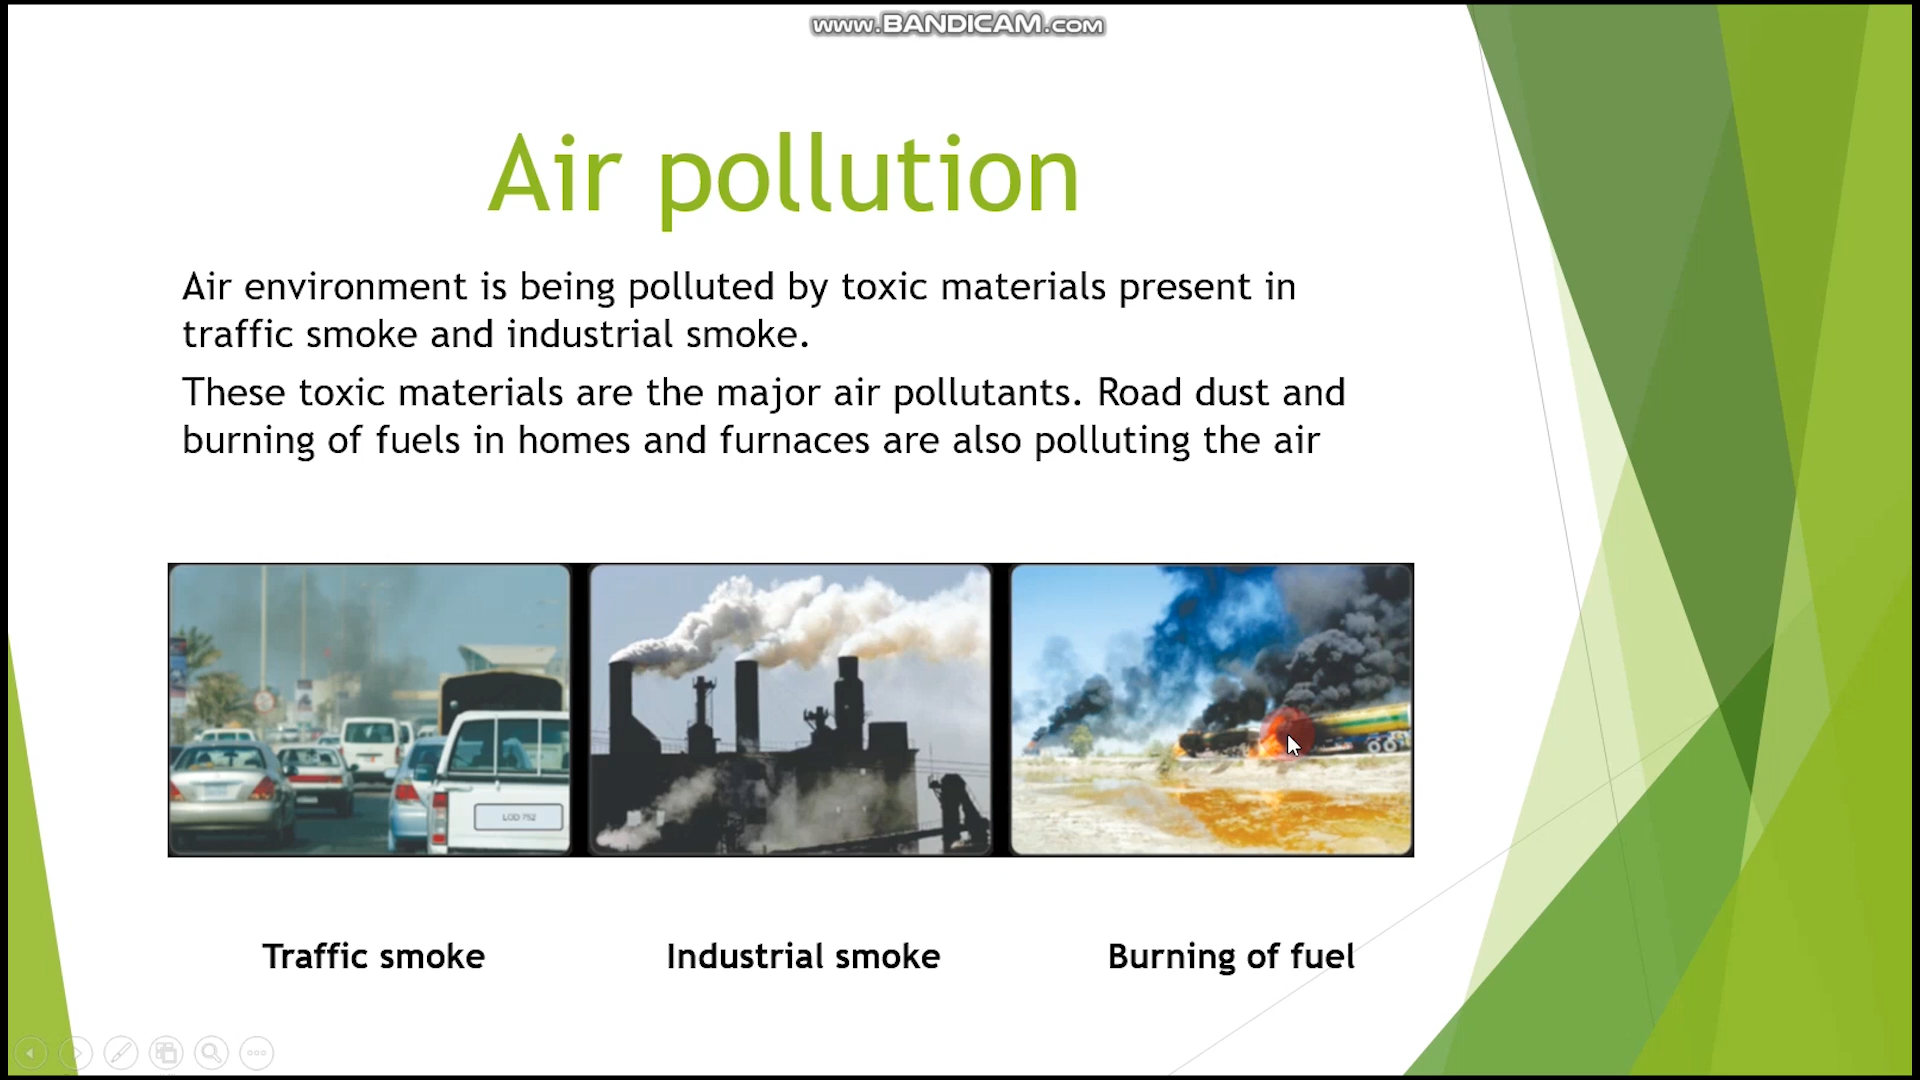 www.BANDICAM.com
Air pollution
Air environment is being polluted by toxic materials present in
traffic smoke and industrial smoke.
These toxic materials are the major air pollutants. Road dust and
burning of fuels in homes and furnaces are also polluting the air
LOD 752
Traffic smoke
Industrial smoke
Burning of fuel